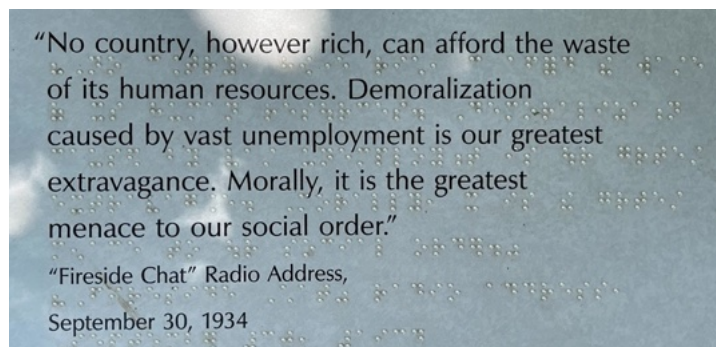 “No country, however rich, can afford the waste
of its human resources. Demoralization
caused by vast unemployment is our greatest
extravagance. Morally, it is the greatest
menace to our social order.”
“Fireside Chat” Radio Address,
September 30, 1934